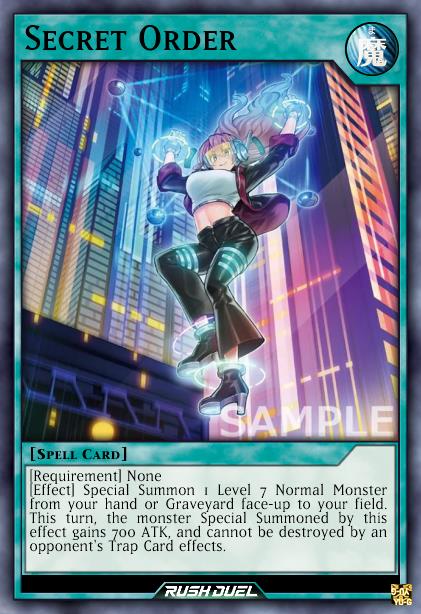 Secret Order
ま
魔
SAMPLE
[Spell Card]
[Requirement] None
[Effect] Special Summon 1 Level 7 Normal Monster
from your hand or Graveyard face-up to your field.
This turn, the monster Special Summoned by this
effect gains 700 ATK, and cannot be destroyed by an
opponent's Trap Card effects.
RUSH DUEL